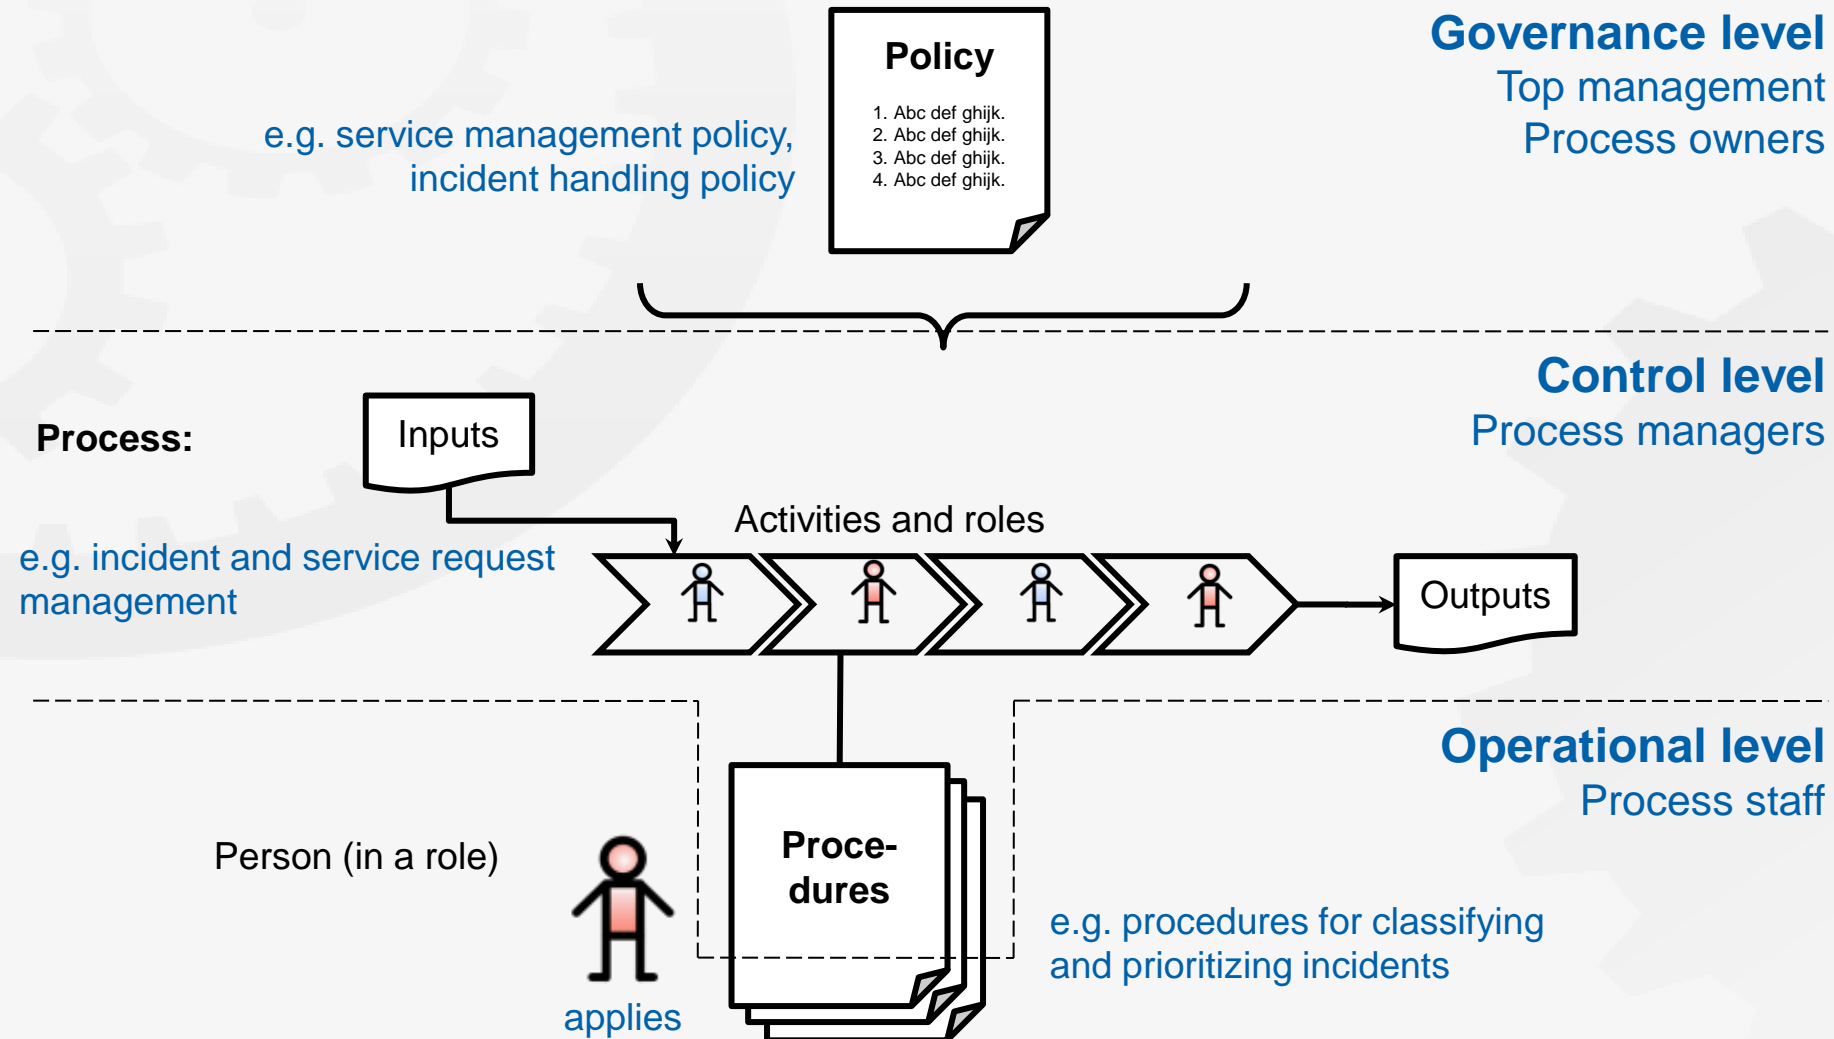 Policy
1. Abc def ghijk.
2. Abc def ghijk.
3. Abc def ghijk.
4. Abc def ghijk.
e.g. service management policy,
incident handling policy
Governance level
Top management
Process owners
Control level
Process managers
Process:
Inputs
Activities and roles
e.g. incident and service request
management
Outputs
Operational level
Process staff
Person (in a role)
applies
Proce-
dures
e.g. procedures for classifying
and prioritizing incidents